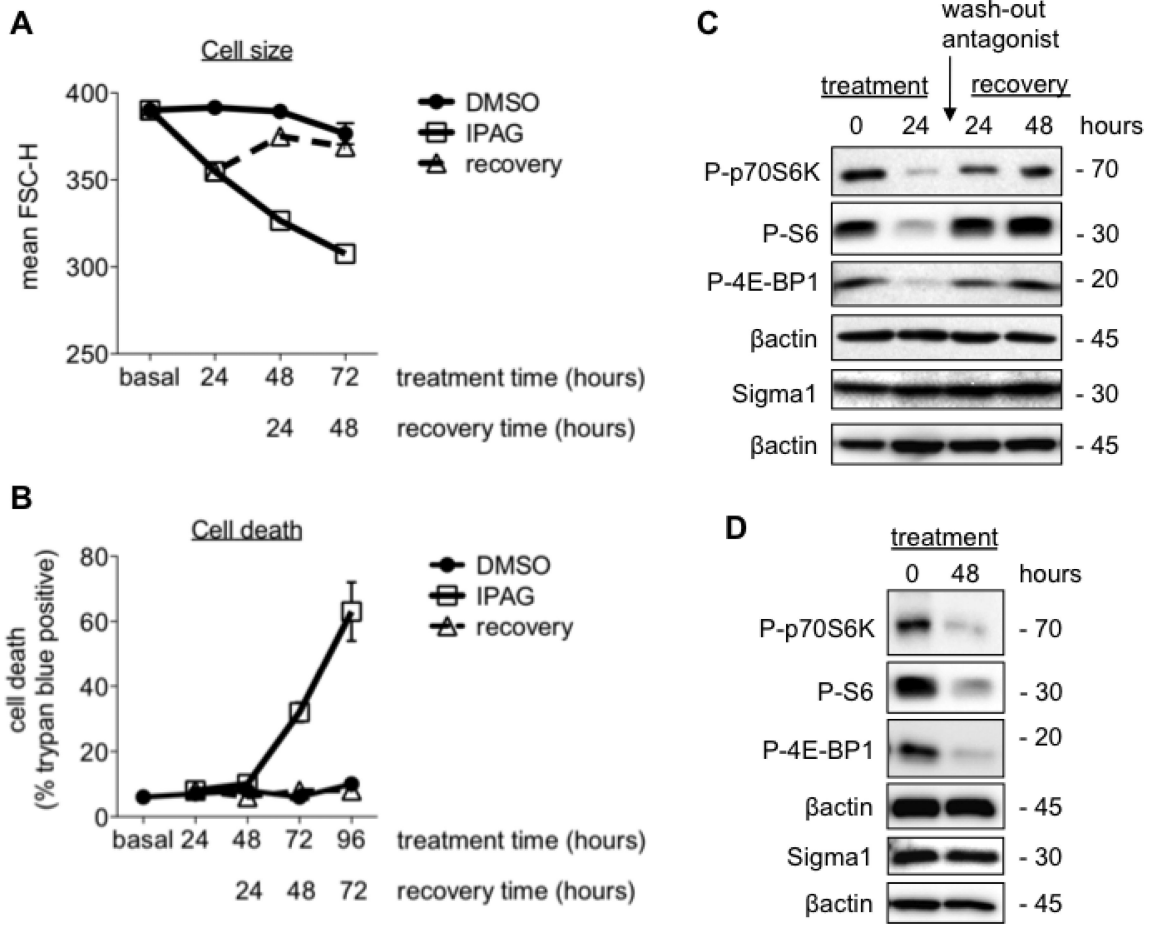 A
Cell size
400
350
300
250
mean FSC-H
DMSO
IPAG
recovery
basal 24 48 72 treatment time (hours)
24 48 recovery time (hours)
B
Cell death
80
60
40
20
0
cell death
(% trypan blue positive)
DMSO
IPAG
recovery
basal 24 48 72 96 treatment time (hours)
24 48 72 recovery time (hours)
C
wash-out
antagonist
treatment recovery
0 24 24 48 hours
P-p70S6K - 70
P-S6 - 30
P-4E-BP1 - 20
βactin - 45
Sigma1 - 30
βactin - 45
D
treatment
0 48 hours
P-p70S6K - 70
P-S6 - 30
P-4E-BP1 - 20
βactin - 45
Sigma1 - 30
βactin - 45